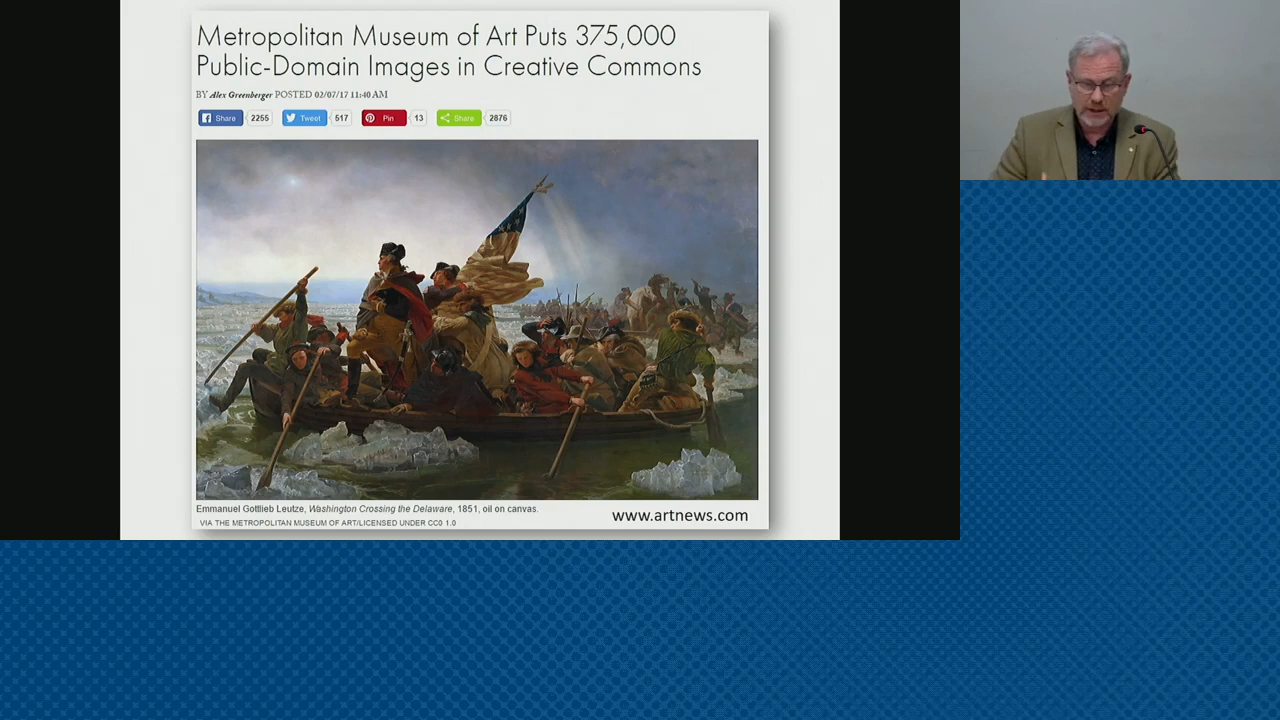 Metropolitan Museum of Art Puts 375,000
Public-Domain Images in Creative Commons
BY Alex Greenberger POSTED 02/07/17 11:40 AM
Share 2255 Tweet 517 Pin 13 Share 2876
Emmanuel Gottlieb Leutze, Washington Crossing the Delaware, 1851, oil on canvas.
VIA THE METROPOLITAN MUSEUM OF ART/LICENSED UNDER CC0 1.0
www.artnews.com